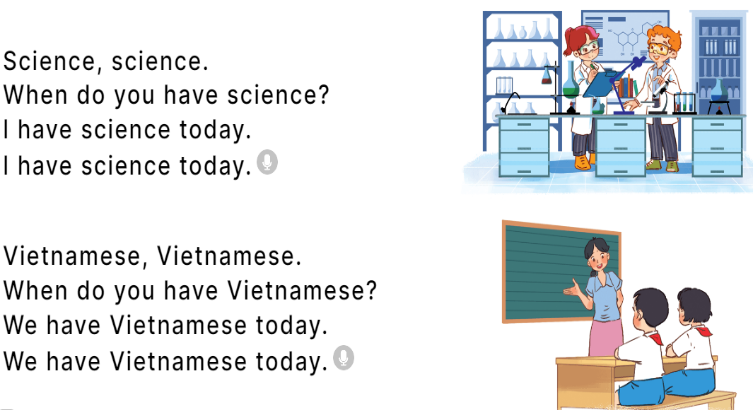 Science, science.
When do you have science?
I have science today.
I have science today.
Vietnamese, Vietnamese.
When do you have Vietnamese?
We have Vietnamese today.
We have Vietnamese today.